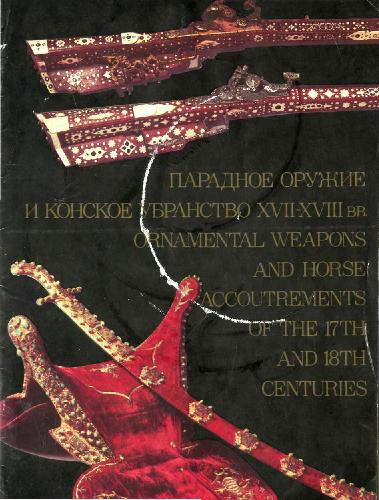 ПАРАДНОЕ ОРУЖИЕ
И КОНСКОЕ УБРАНСТВО XVII-XVIII ВВ.
ORNAMENTAL WEAPONS
AND HORSE
ACCOUTREMENTS
OF THE 17TH
AND 18TH
CENTURIES